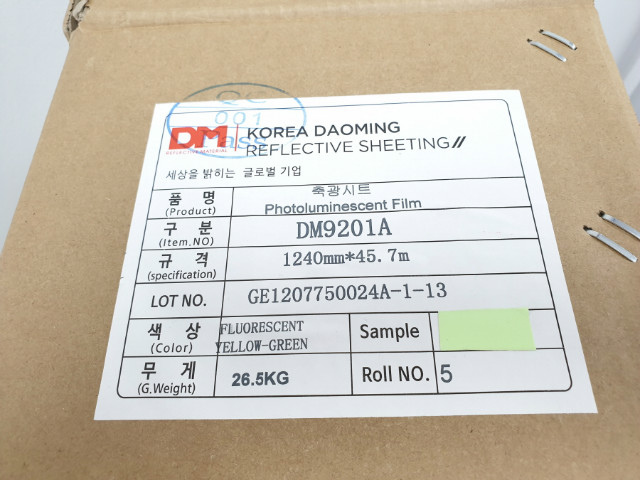 QC
001
Pass
DM
REFLECTIVE MATERIAL
KOREA DAOMING
REFLECTIVE SHEETING
세상을 밝히는 글로벌 기업
품 명 축광시트
(Product) Photoluminescent Film
구 분 DM9201A
(Item.NO)
규 격 1240mm*45.7m
(specification)
LOT NO. GE1207750024A-1-13
색 상 FLUORESCENT Sample
(Color) YELLOW-GREEN
무 게 26.5KG Roll NO. 5
(G.Weight)